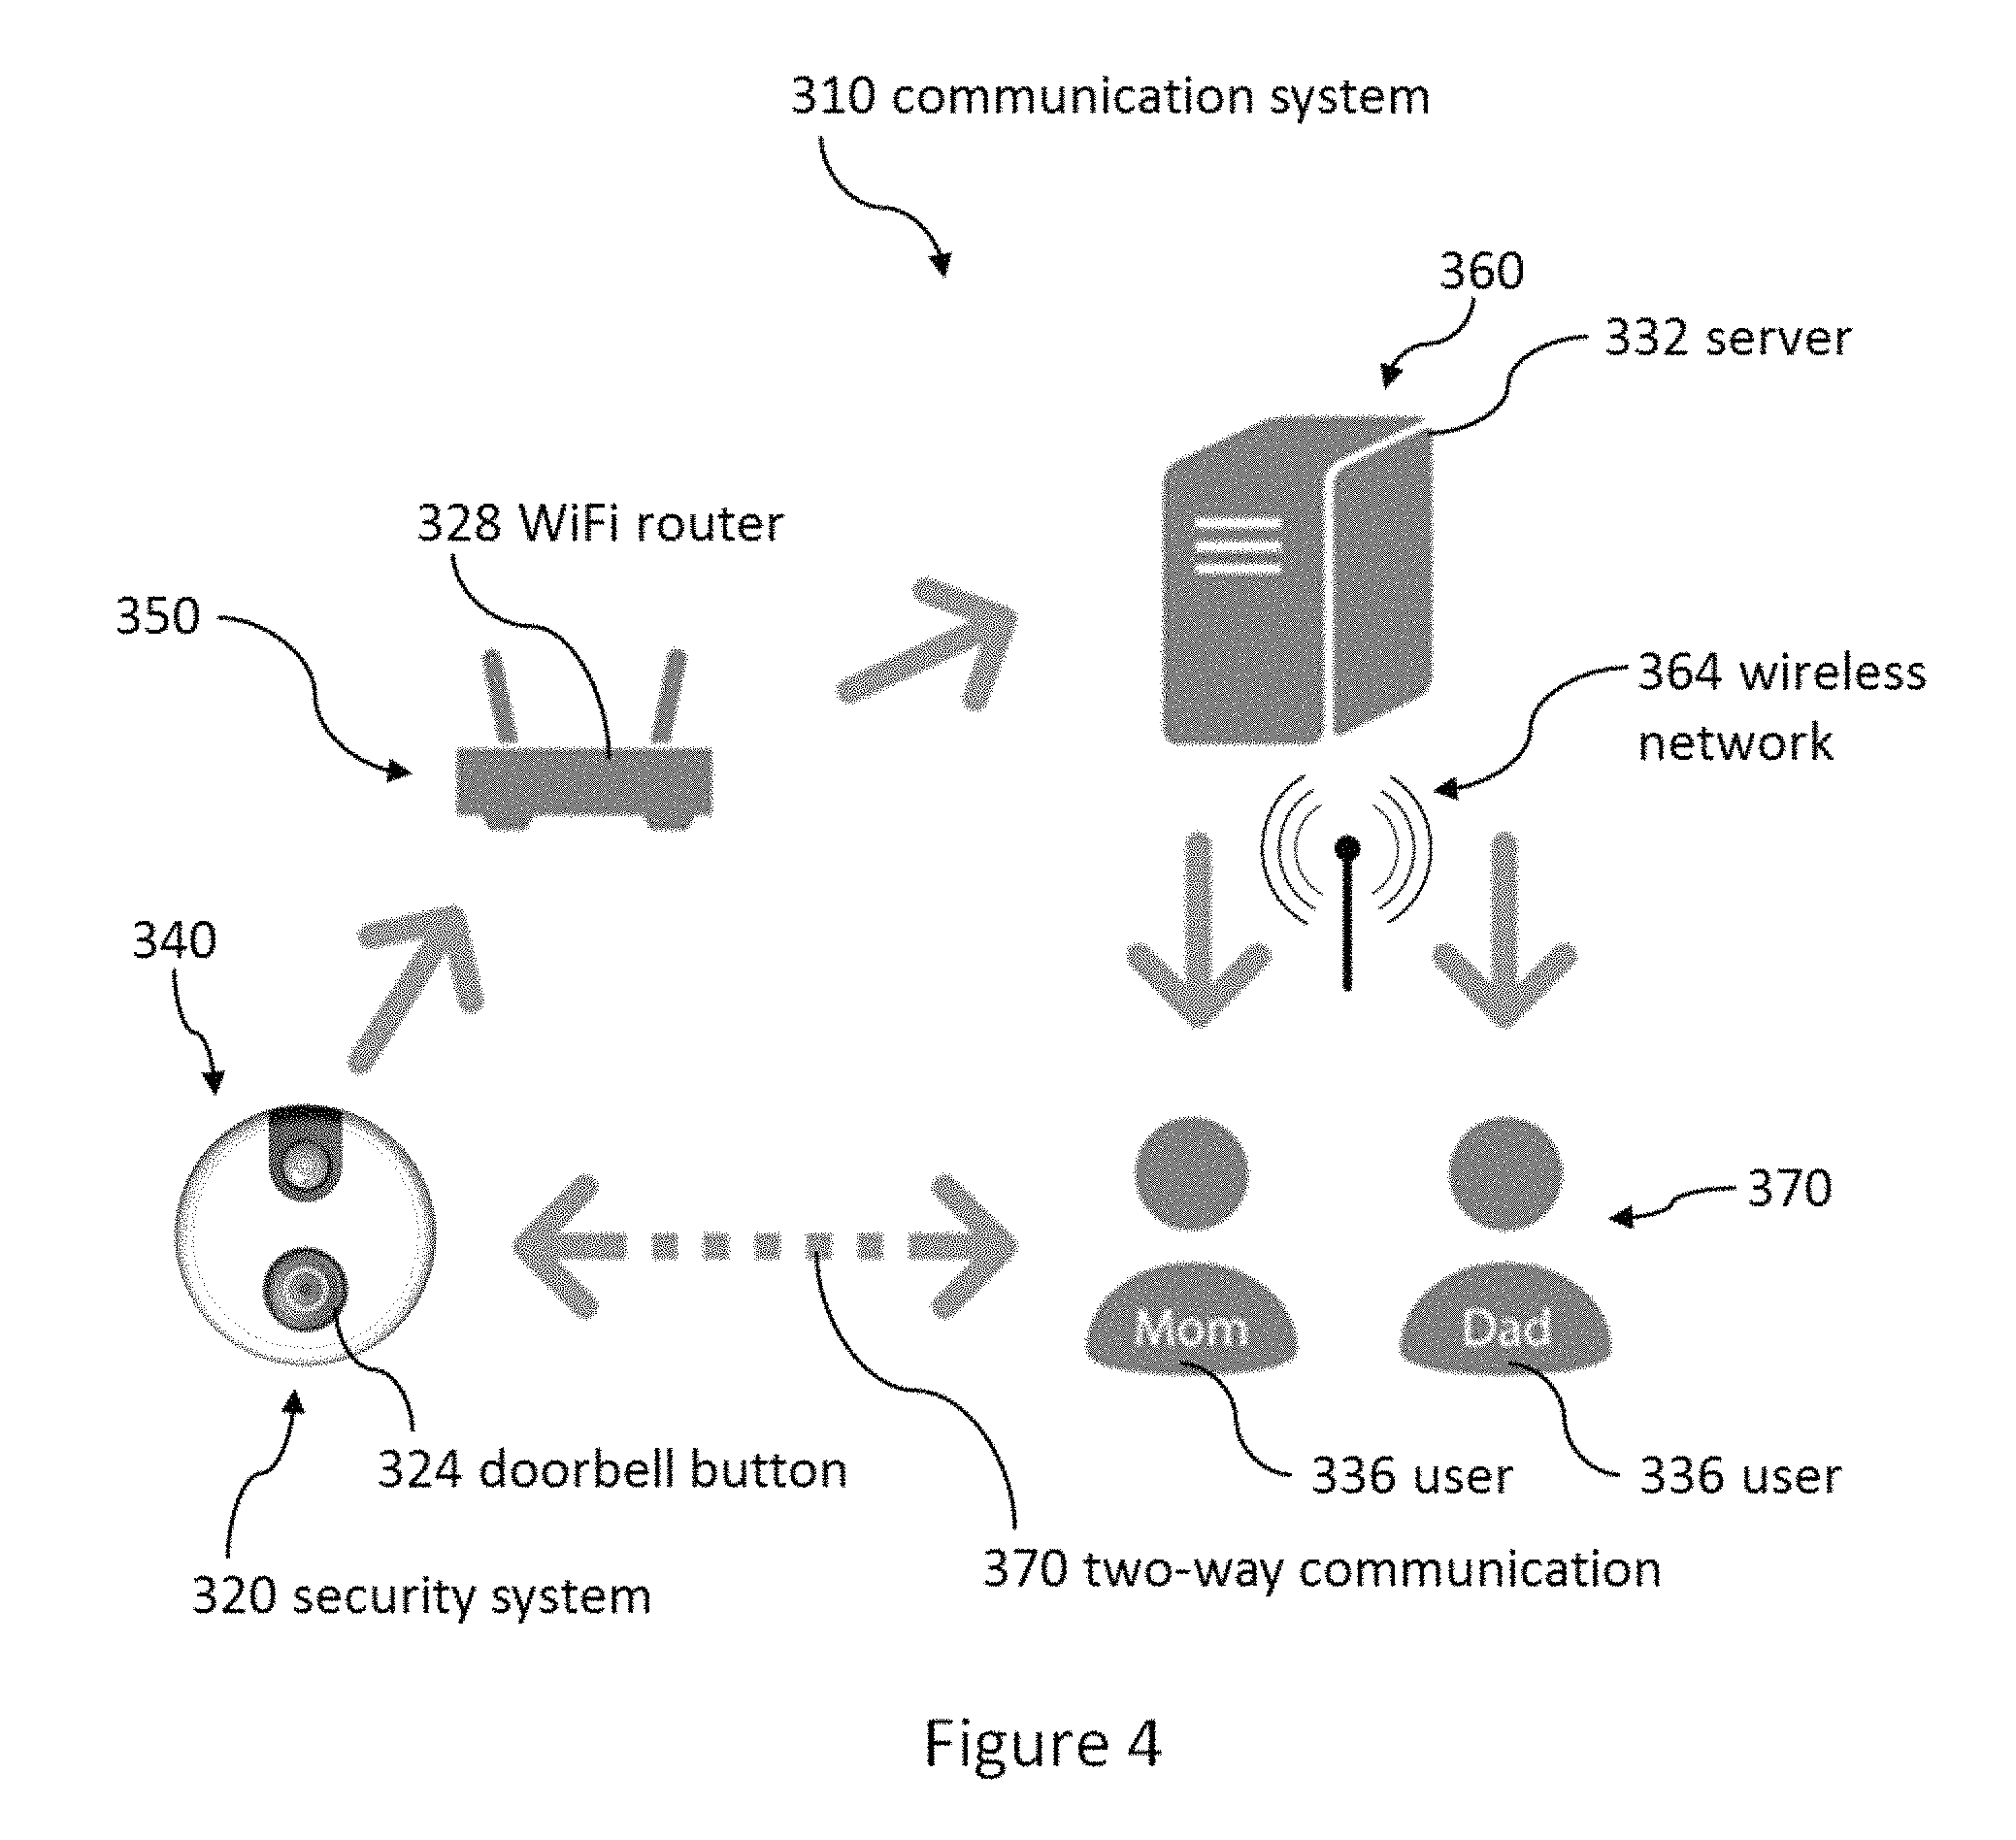 310 communication system
360
332 server
328 WiFi router
350
364 wireless
network
340
370
Mom
Dad
324 doorbell button
336 user
336 user
370 two-way communication
320 security system
Figure 4